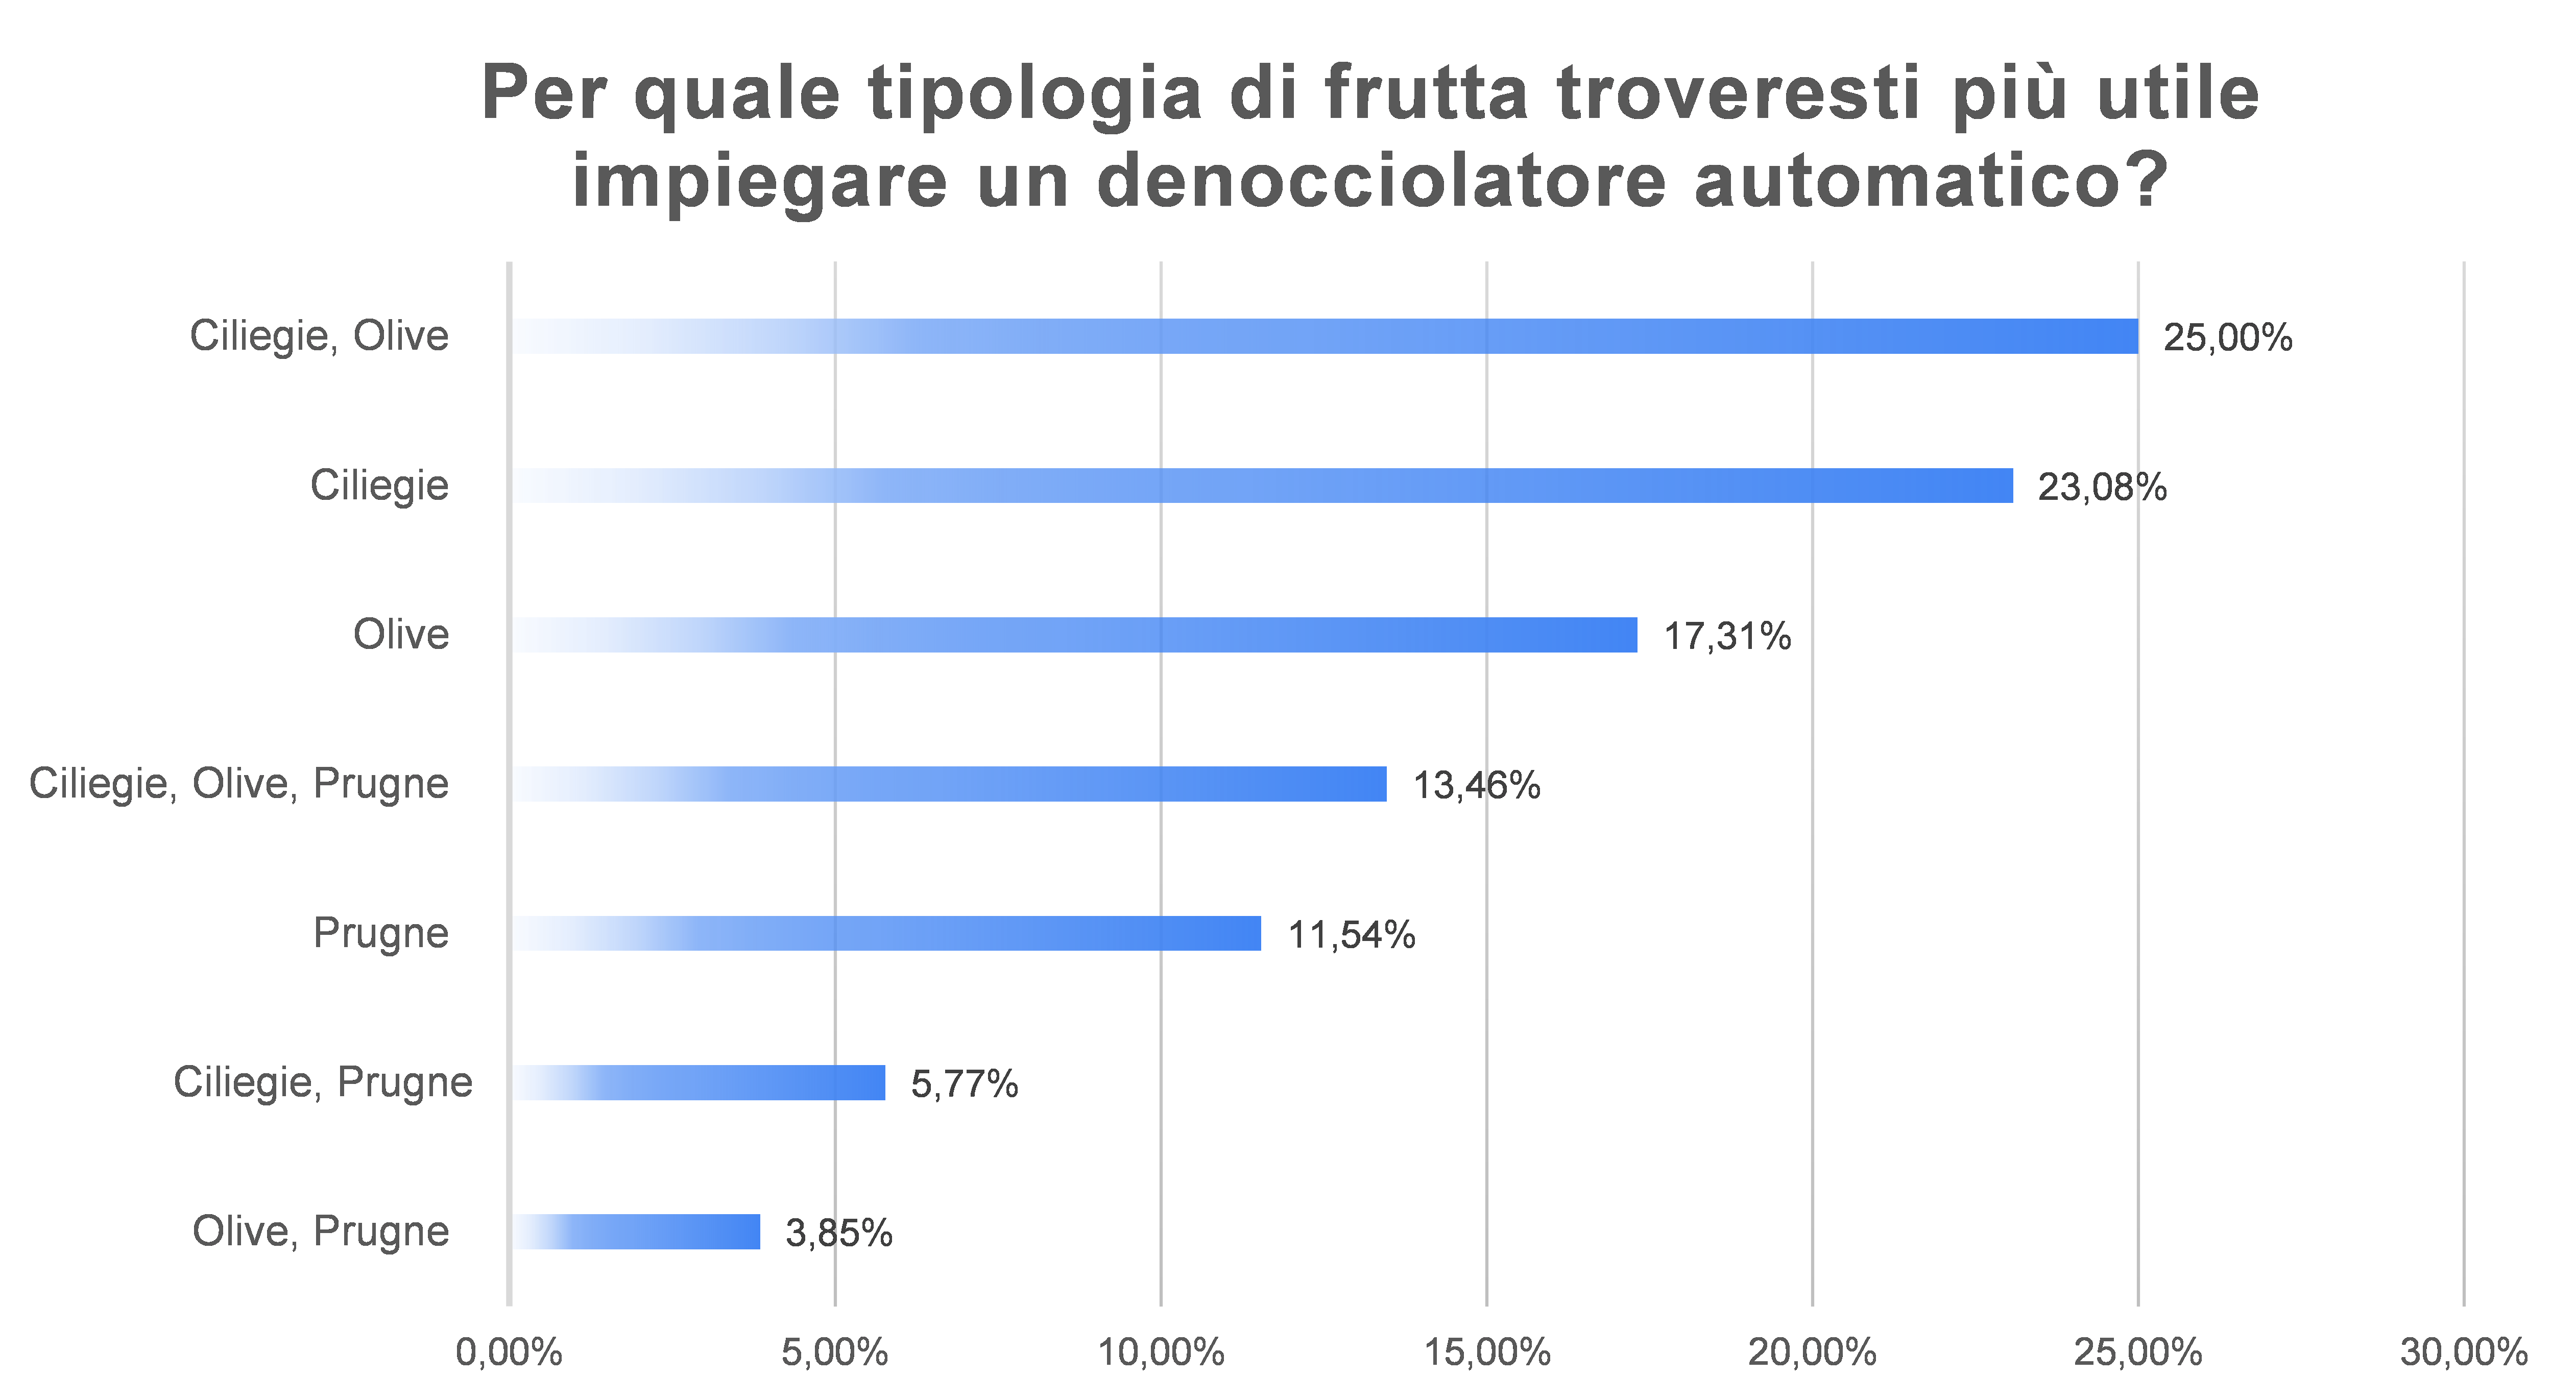 Per quale tipologia di frutta troveresti più utile
impiegare un denocciolatore automatico?
Ciliegie, Olive
25,00%
Ciliegie
23,08%
Olive
17,31%
Ciliegie, Olive, Prugne
13,46%
Prugne
11,54%
Ciliegie, Prugne
5,77%
Olive, Prugne
3,85%
0,00% 5,00% 10,00% 15,00% 20,00% 25,00% 30,00%